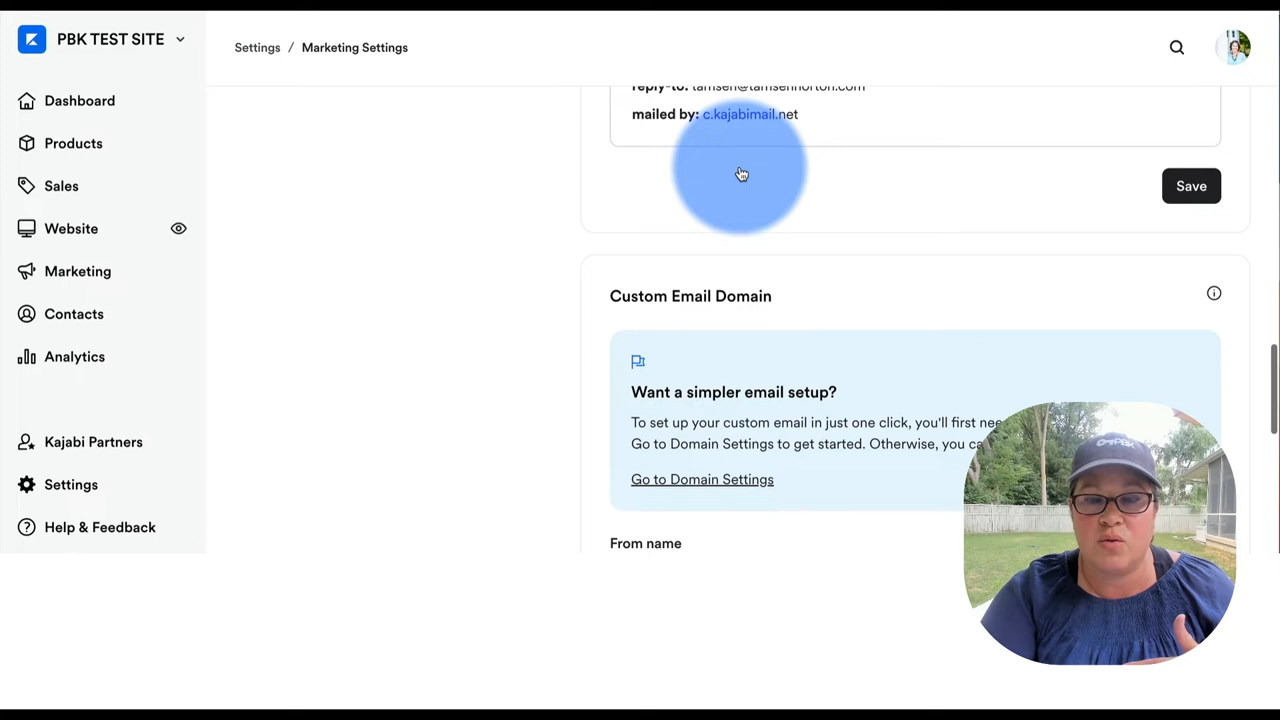 PBK TEST SITE
Settings / Marketing Settings
Dashboard
Products
Sales
Website
Marketing
Contacts
Analytics
Kajabi Partners
Settings
Help & Feedback
reply-to: tamsen@tamsenhorton.com
mailed by: c.kajabimail.net
Save
Custom Email Domain
Want a simpler email setup?
To set up your custom email in just one click, you'll first nee
Go to Domain Settings to get started. Otherwise, you ca
Go to Domain Settings
From name
PBK